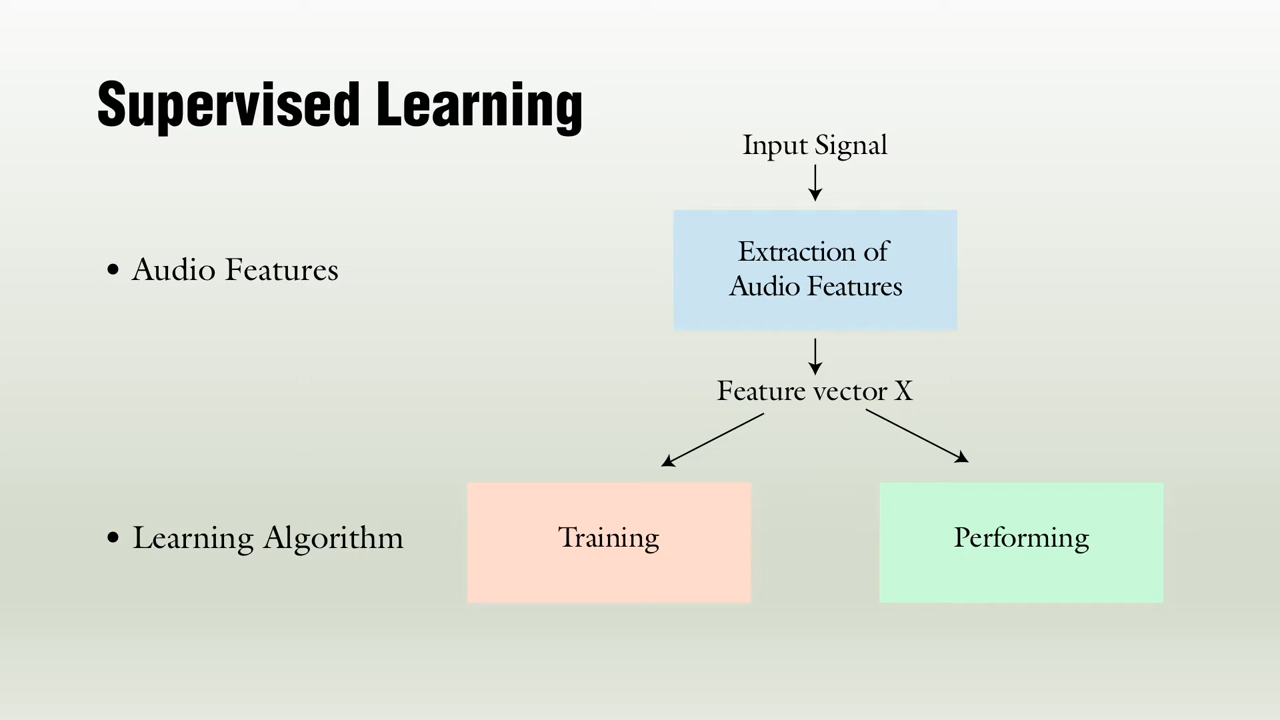 Supervised Learning
Input Signal
• Audio Features
Extraction of
Audio Features
Feature vector X
• Learning Algorithm
Training
Performing